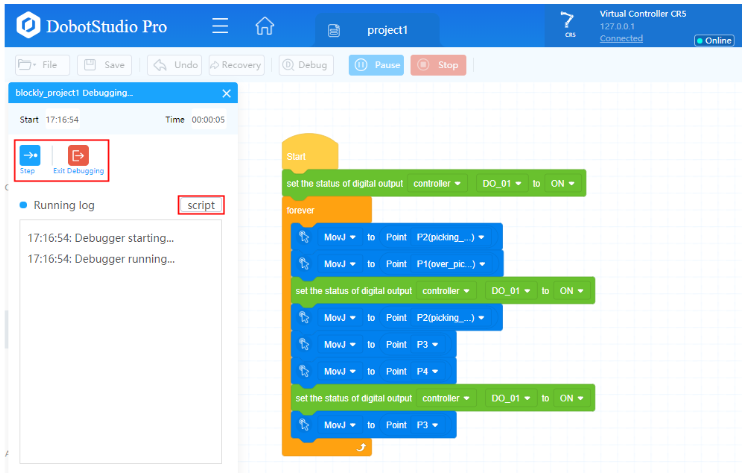 DobotStudio Pro
project1
CR5
Virtual Controller CR5
127.0.0.1
Connected
Online
File
Save
Undo
Recovery
Debug
Pause
Stop
blockly_project1 Debugging...
Start 17:16:54 Time 00:00:05
Step Exit Debugging
Running log script
17:16:54: Debugger starting...
17:16:54: Debugger running...
Start
set the status of digital output controller DO_01 to ON
forever
MovJ to Point P2(picking_...)
MovJ to Point P1(over_pic...)
set the status of digital output controller DO_01 to ON
MovJ to Point P2(picking_...)
MovJ to Point P3
MovJ to Point P4
set the status of digital output controller DO_01 to ON
MovJ to Point P3